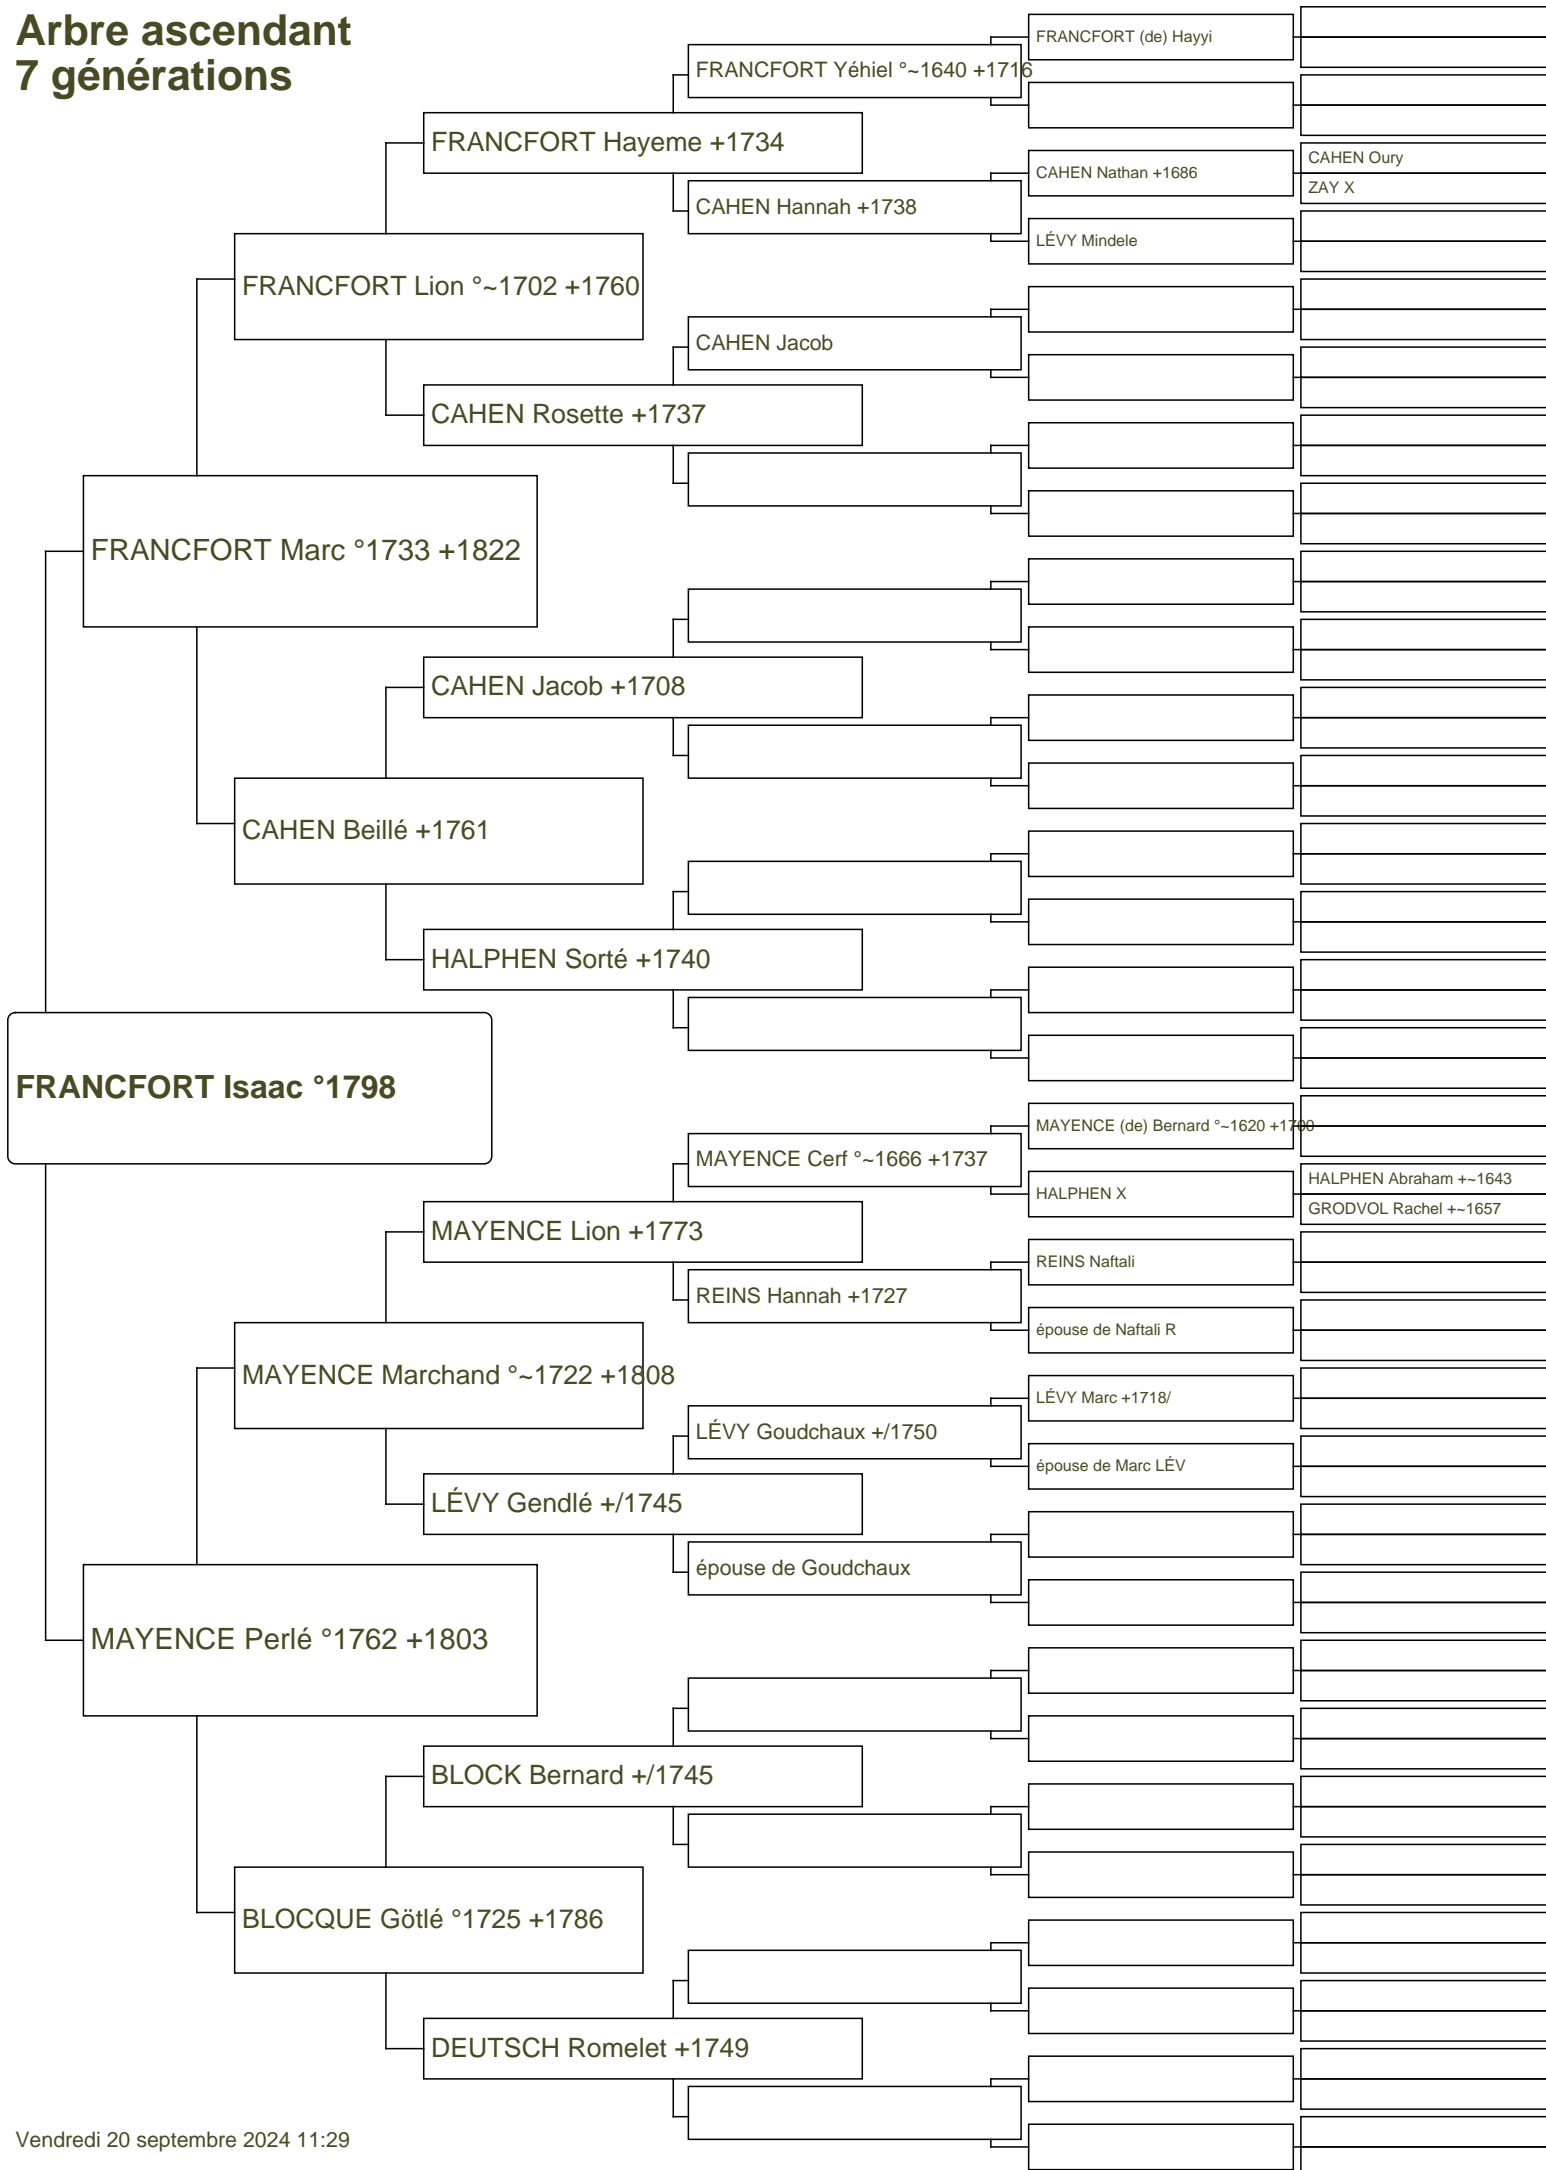 Arbre ascendant
7 générations
FRANCFORT (de) Hayyi
FRANCFORT Yéhiel °~1640 +1716
FRANCFORT Hayeme +1734
CAHEN Oury
CAHEN Nathan +1686
ZAY X
CAHEN Hannah +1738
LÉVY Mindele
FRANCFORT Lion °~1702 +1760
CAHEN Jacob
CAHEN Rosette +1737
FRANCFORT Marc °1733 +1822
CAHEN Jacob +1708
CAHEN Beillé +1761
HALPHEN Sorté +1740
FRANCFORT Isaac °1798
MAYENCE (de) Bernard °~1620 +1700
MAYENCE Cerf °~1666 +1737
HALPHEN Abraham +~1643
HALPHEN X
GRODVOL Rachel +~1657
MAYENCE Lion +1773
REINS Naftali
REINS Hannah +1727
épouse de Naftali R
MAYENCE Marchand °~1722 +1808
LÉVY Marc +1718/
LÉVY Goudchaux +/1750
épouse de Marc LÉV
LÉVY Gendlé +/1745
épouse de Goudchaux
MAYENCE Perlé °1762 +1803
BLOCK Bernard +/1745
BLOCQUE Götlé °1725 +1786
DEUTSCH Romelet +1749
Vendredi 20 septembre 2024 11:29